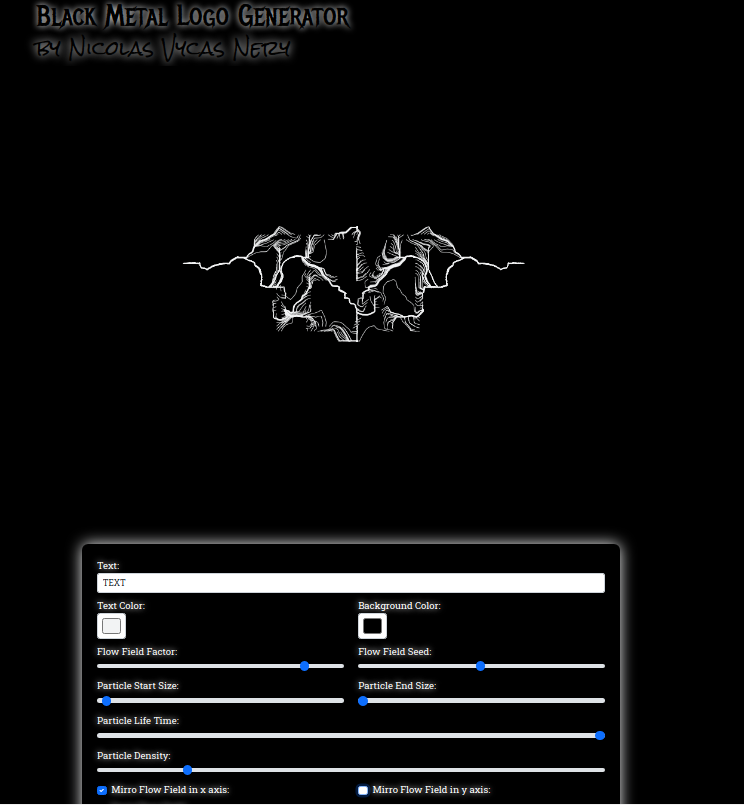 Black Metal Logo Generator
by Nicolas Vycas Nery
Text:
TEXT
Text Color:
Background Color:
Flow Field Factor:
Flow Field Seed:
Particle Start Size:
Particle End Size:
Particle Life Time:
Particle Density:
Mirro Flow Field in x axis:
Mirro Flow Field in y axis: